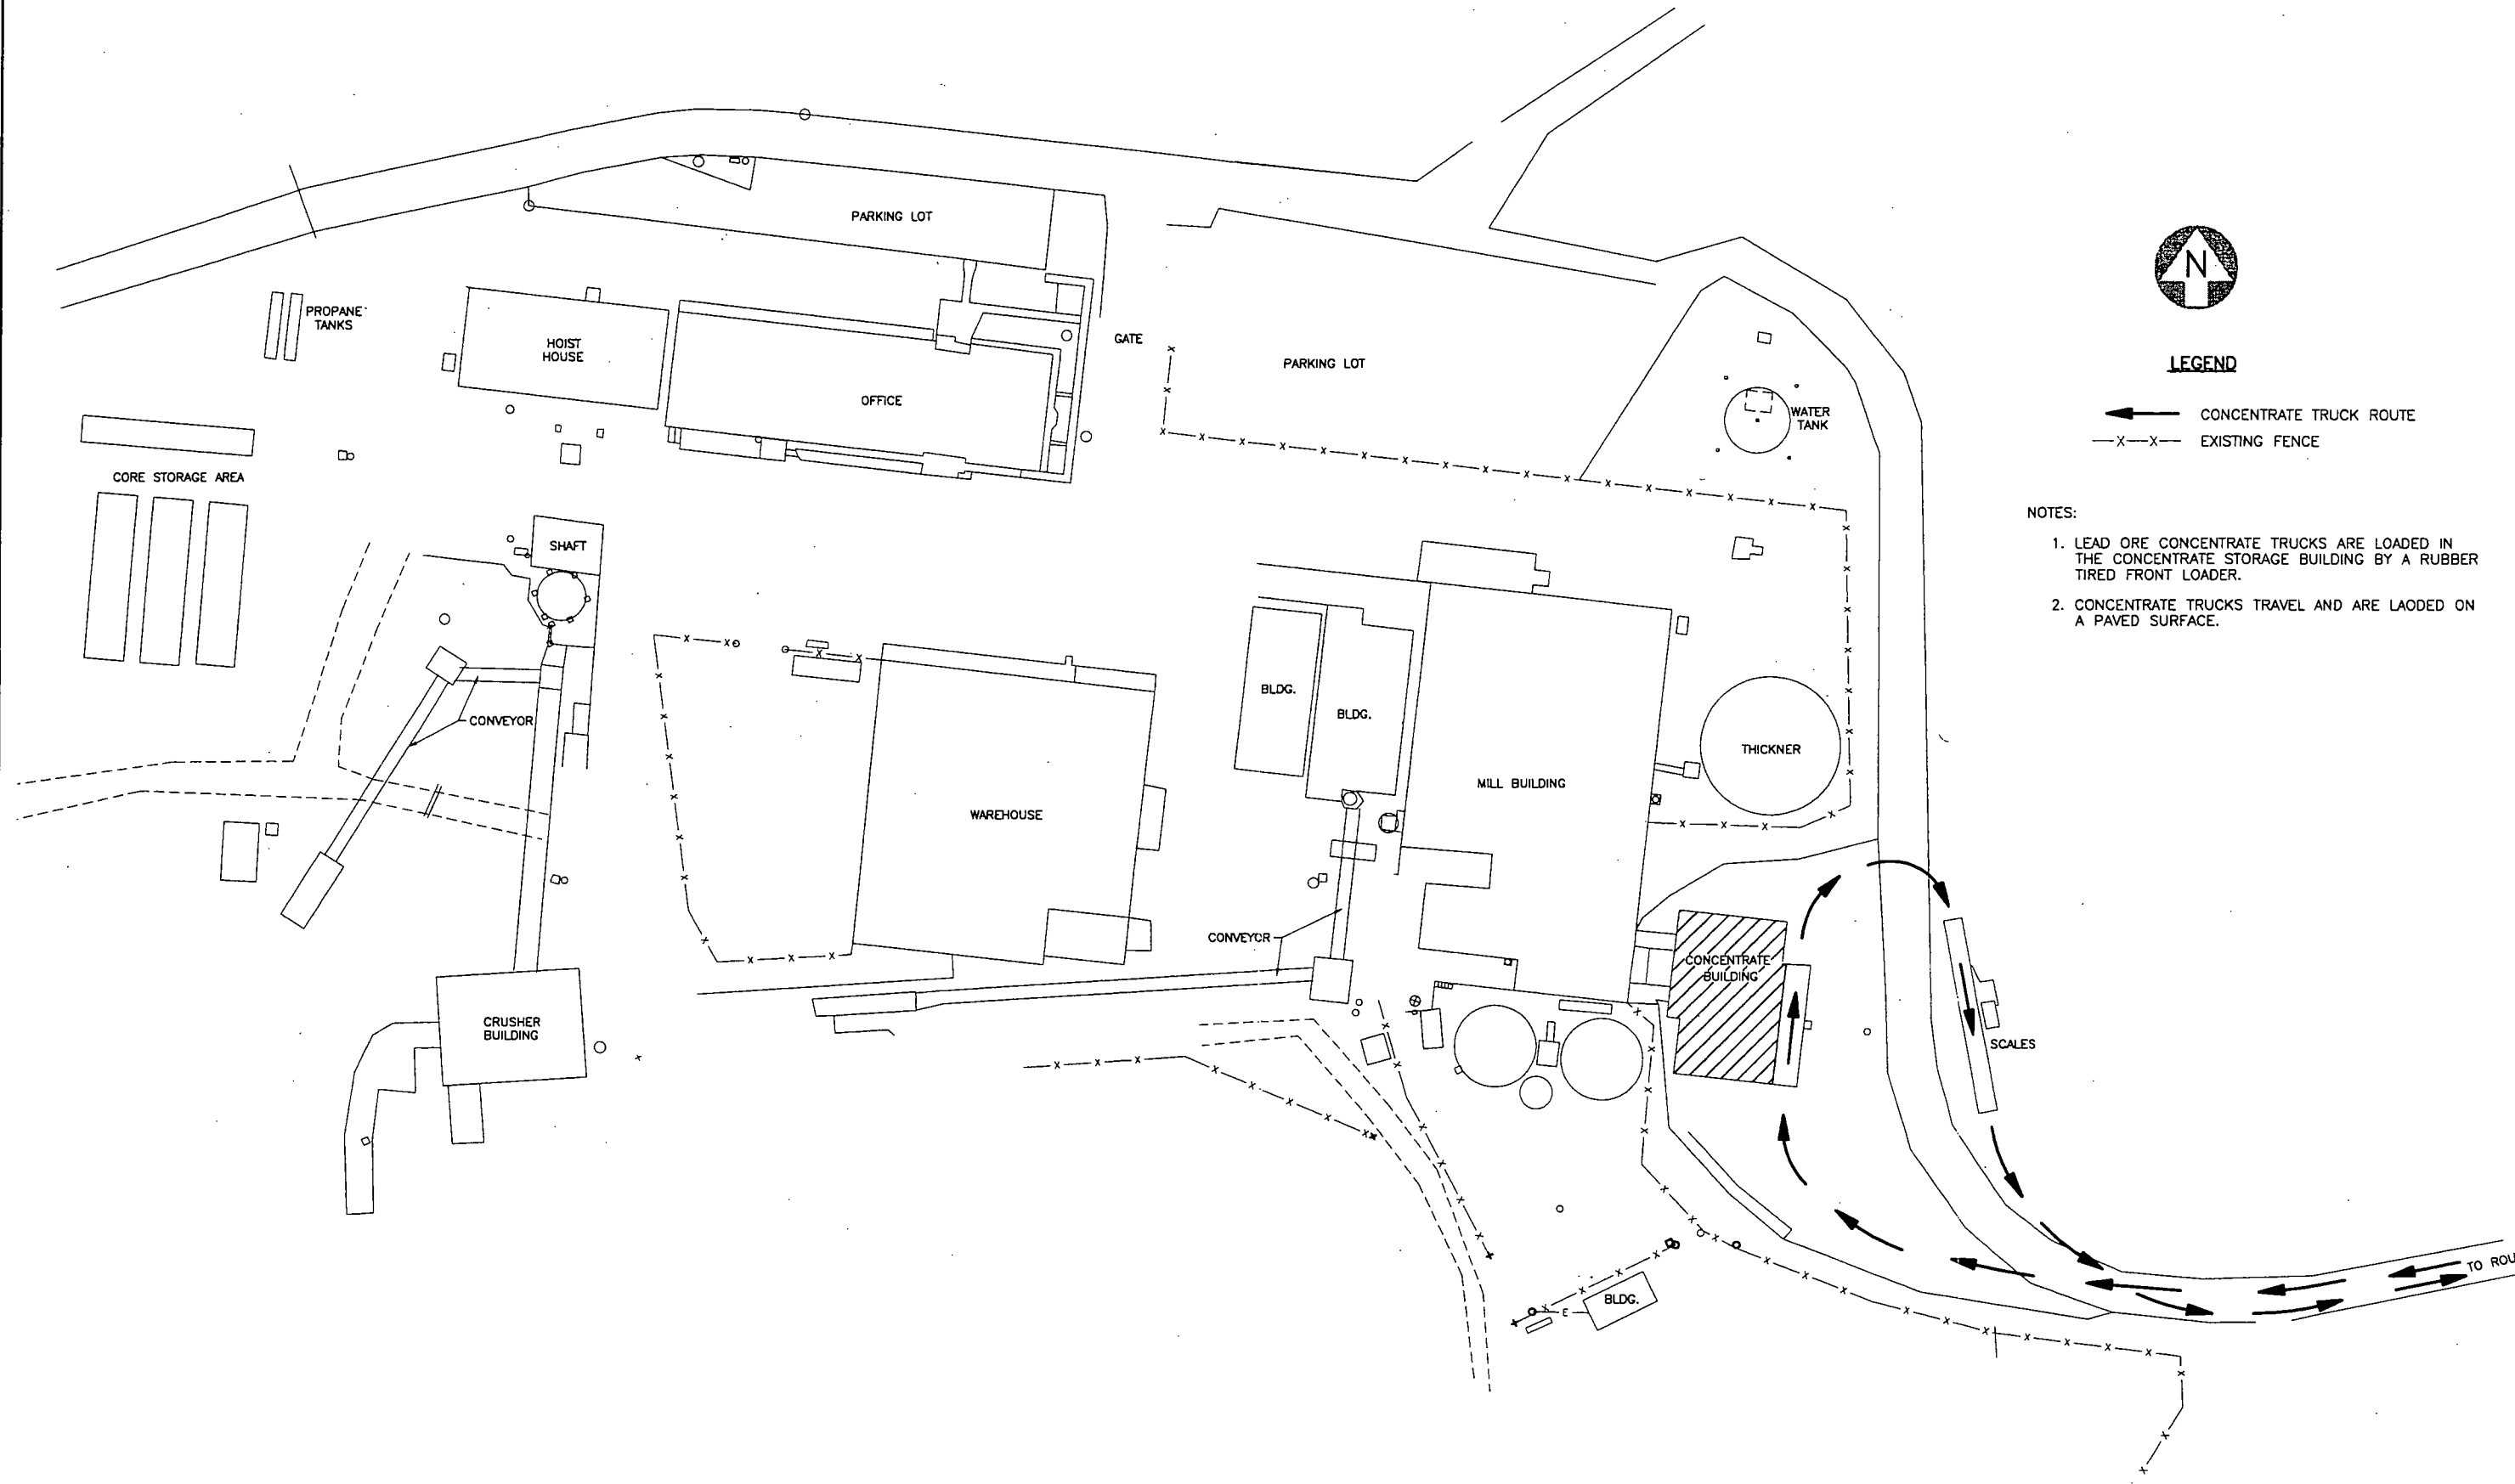 PARKING LOT
N
PROPANE
TANKS
HOIST
HOUSE
GATE
PARKING LOT
LEGEND
OFFICE
WATER
TANK
CONCENTRATE TRUCK ROUTE
—X—X— EXISTING FENCE
CORE STORAGE AREA
NOTES:
SHAFT
1. LEAD ORE CONCENTRATE TRUCKS ARE LOADED IN
THE CONCENTRATE STORAGE BUILDING BY A RUBBER
TIRED FRONT LOADER.
2. CONCENTRATE TRUCKS TRAVEL AND ARE LAODED ON
A PAVED SURFACE.
BLDG.
BLDG.
CONVEYOR
THICKNER
MILL BUILDING
WAREHOUSE
CONVEYOR
CONCENTRATE
BUILDING
CRUSHER
BUILDING
SCALES
TO ROU
BLDG.
E